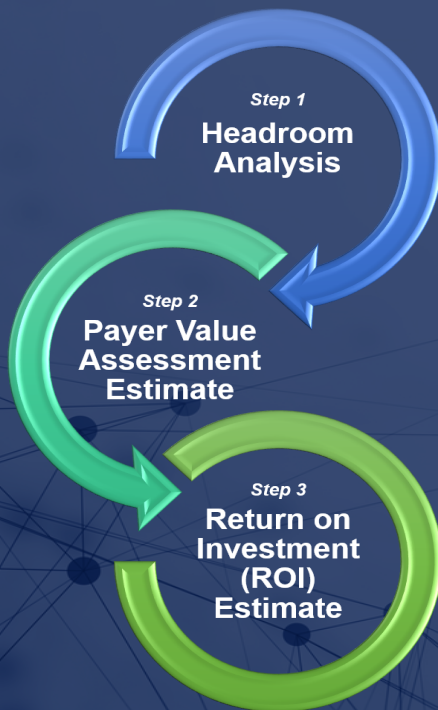 Step 1
Headroom
Analysis
Step 2
Payer Value
Assessment
Estimate
Step 3
Return on
Investment
(ROI)
Estimate